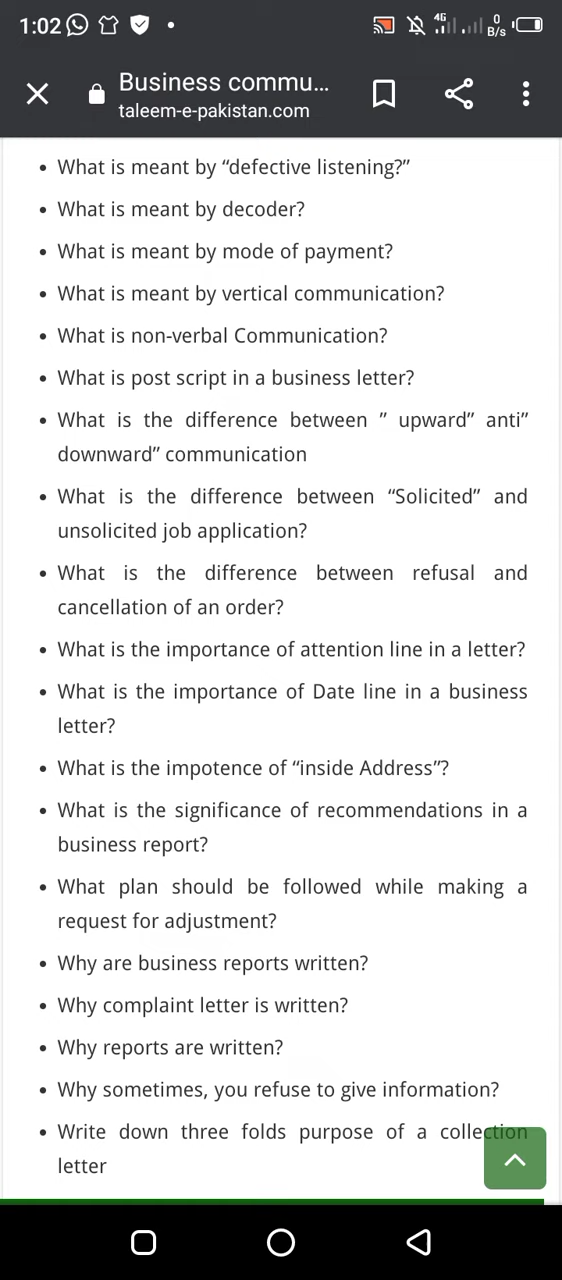 1:02
4G
0
B/s
Business commu...
taleem-e-pakistan.com
• What is meant by “defective listening?”
• What is meant by decoder?
• What is meant by mode of payment?
• What is meant by vertical communication?
• What is non-verbal Communication?
• What is post script in a business letter?
• What is the difference between ” upward” anti”
downward” communication
• What is the difference between “Solicited” and
unsolicited job application?
• What is the difference between refusal and
cancellation of an order?
• What is the importance of attention line in a letter?
• What is the importance of Date line in a business
letter?
• What is the impotence of “inside Address”?
• What is the significance of recommendations in a
business report?
• What plan should be followed while making a
request for adjustment?
• Why are business reports written?
• Why complaint letter is written?
• Why reports are written?
• Why sometimes, you refuse to give information?
• Write down three folds purpose of a collection
letter